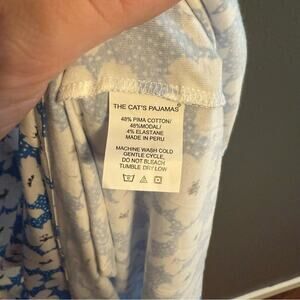 THE CAT'S PAJAMAS®
48% PIMA COTTON/
48%MODAL/
4% ELASTANE
MADE IN PERU
MACHINE WASH COLD
GENTLE CYCLE,
DO NOT BLEACH
TUMBLE DRY LOW